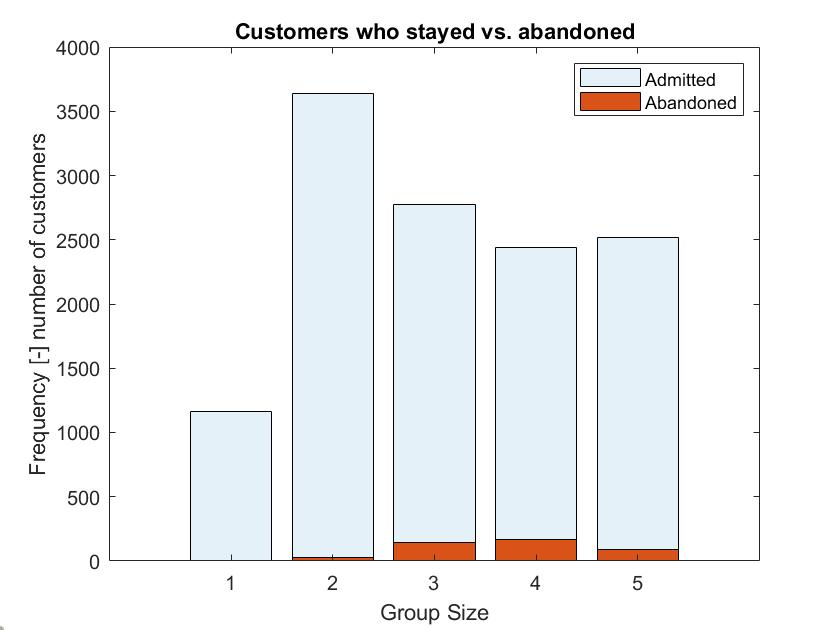 Customers who stayed vs. abandoned
Admitted
Abandoned
Frequency [-] number of customers
4000
3500
3000
2500
2000
1500
1000
500
0
1 2 3 4 5
Group Size